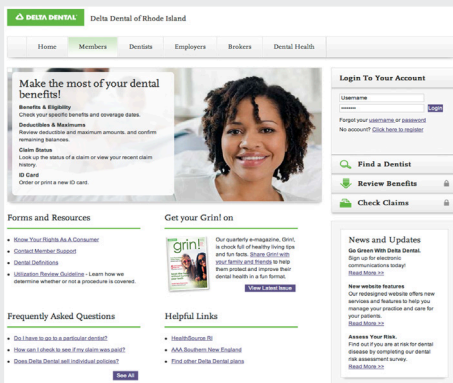 DELTA DENTAL
Delta Dental of Rhode Island
Home
Members
Dentists
Employers
Brokers
Dental Health
Make the most of your dental
benefits!
Benefits & Eligibility
Check your specific benefits and coverage dates.
Deductibles & Maximums
Review deductible and maximum amounts, and confirm
remaining balances.
Claim Status
Look up the status of a claim or view your recent claim
history.
ID Card
Order or print a new ID card.
Login To Your Account
Username
••••••••
Login
Forgot your username or password
No account? Click here to register
Find a Dentist
Review Benefits
Check Claims
Forms and Resources
Know Your Rights As A Consumer
Contact Member Support
Dental Definitions
Utilization Review Guideline - Learn how we
determine whether or not a procedure is covered.
Get your Grin! on
grin!
Our quarterly e-magazine, Grin!,
is chock full of healthy living tips
and fun facts. Share Grin! with
your family and friends to help
them protect and improve their
dental health in a fun format.
View Latest Issue
News and Updates
Go Green With Delta Dental.
Sign up for electronic
communications today!
Read More >>
New website features
Our redesigned website offers new
services and features to help you
manage your practice and care for
your patients.
Read More >>
Assess Your Risk.
Find out if you are at risk for dental
disease by completing our dental
risk assessment survey.
Read More >>
Frequently Asked Questions
Do I have to go to a particular dentist?
How can I check to see if my claim was paid?
Does Delta Dental sell individual policies?
See All
Helpful Links
HealthSource RI
AAA Southern New England
Find other Delta Dental plans